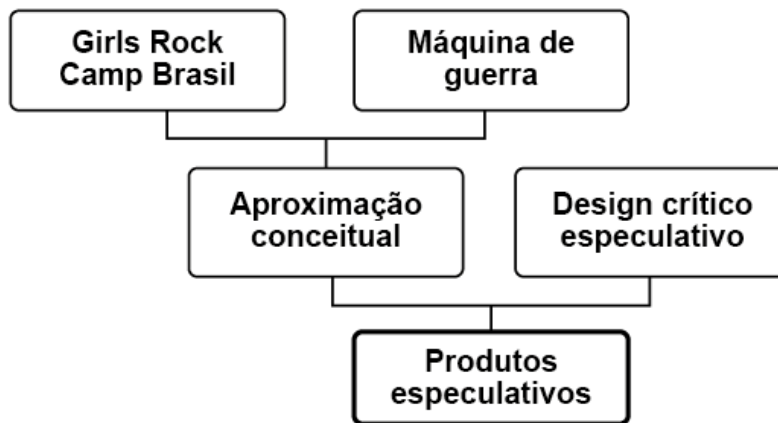 Girls Rock
Camp Brasil
Máquina de
guerra
Aproximação
conceitual
Design crítico
especulativo
Produtos
especulativos